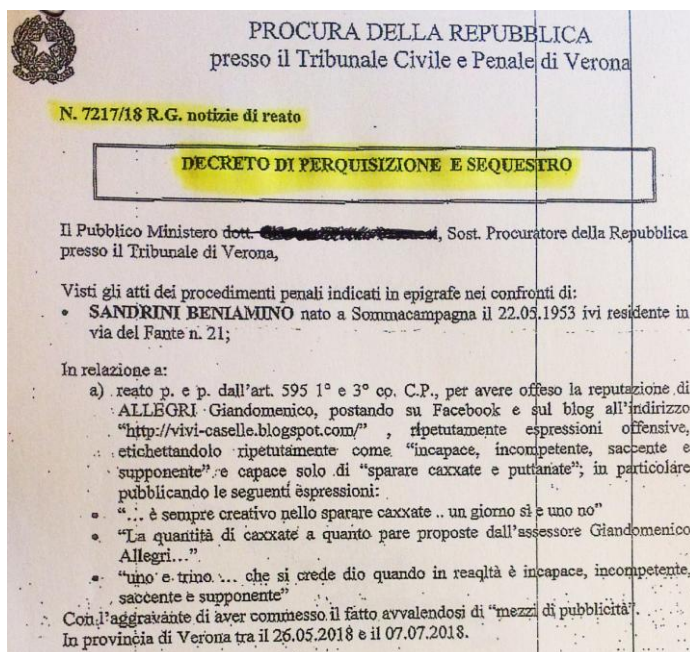 PROCURA DELLA REPUBBLICA
presso il Tribunale Civile e Penale di Verona
N. 7217/18 R.G. notizie di reato
DECRETO DI PERQUISIZIONE E SEQUESTRO
Il Pubblico Ministero dott. , Sost. Procuratore della Repubblica
presso il Tribunale di Verona,
Visti gli atti dei procedimenti penali indicati in epigrafe nei confronti di:
• SANDRINI BENIAMINO nato a Sommacampagna il 22.05.1953 ivi residente in
via del Fante n. 21;
In relazione a:
a) reato p. e p. dall'art. 595 1° e 3° co. C.P., per avere offeso la reputazione di
ALLEGRI Giandomenico, postando su Facebook e sul blog all'indirizzo
"http://vivi-caselle.blogspot.com/" , ripetutamente espressioni offensive,
etichettandolo ripetutamente come "incapace, incompetente, saccente e
supponente" e capace solo di "sparare caxxate e puttanate"; in particolare
pubblicando le seguenti espressioni:
• "... è sempre creativo nello sparare caxxate .. un giorno sì e uno no"
• "La quantità di caxxate a quanto pare proposte dall'assessore Giandomenico
Allegri..."
• "uno e trino ... che si crede dio quando in reaqltà è incapace, incompetente,
saccente e supponente"
Con l'aggravante di aver commesso il fatto avvalendosi di "mezzi di pubblicità".
In provincia di Verona tra il 26.05.2018 e il 07.07.2018.